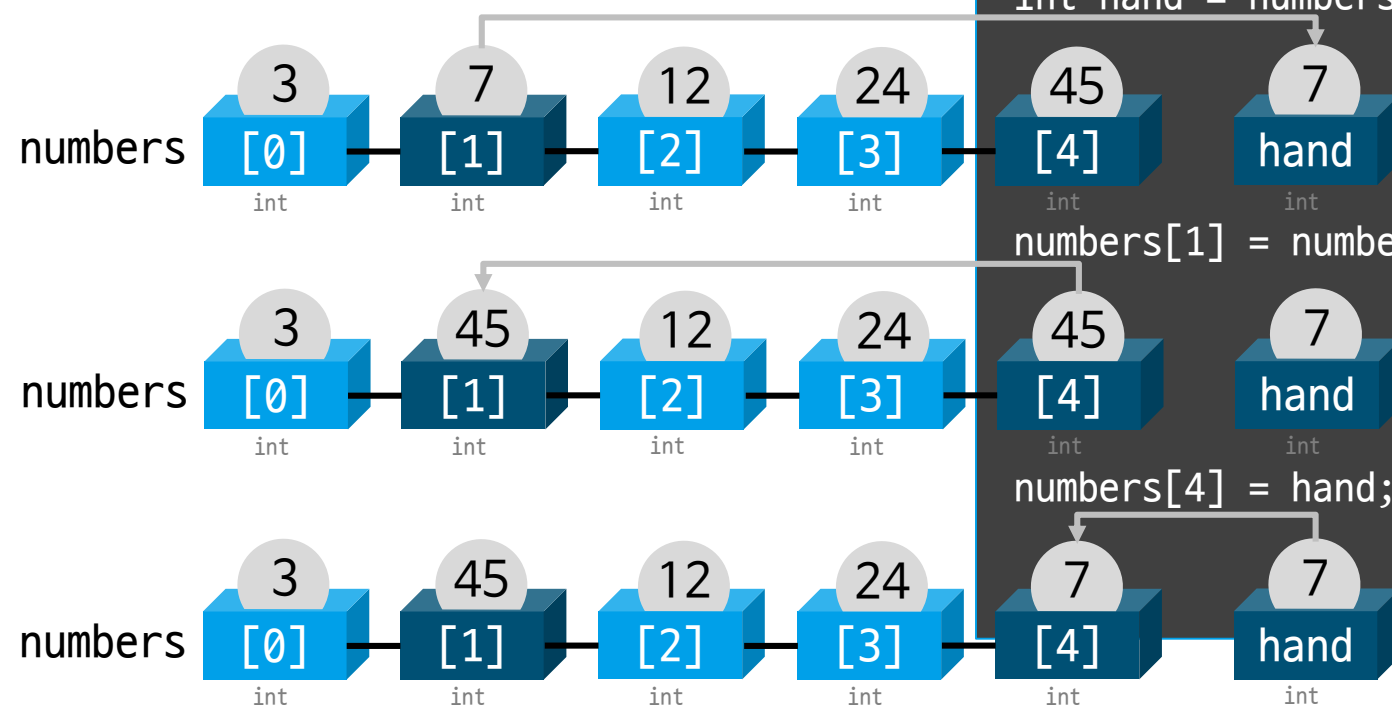 int hand = numbers
3 7 12 24 45 7
numbers [0] [1] [2] [3] [4] hand
int int int int int int
numbers[1] =
3 45 12 24 45 7
numbers [0] [1] [2] [3] [4] hand
int int int int int int
numbers[4] = hand;
3 45 12 24 7 7
numbers [0] [1] [2] [3] [4] hand
int int int int int int